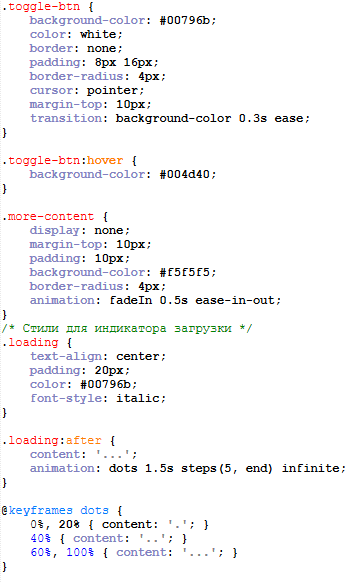 .toggle-btn {
    background-color: #00796b;
    color: white;
    border: none;
    padding: 8px 16px;
    border-radius: 4px;
    cursor: pointer;
    margin-top: 10px;
    transition: background-color 0.3s ease;
}

.toggle-btn:hover {
    background-color: #004d40;
}

.more-content {
    display: none;
    margin-top: 10px;
    padding: 10px;
    background-color: #f5f5f5;
    border-radius: 4px;
    animation: fadeIn 0.5s ease-in-out;
}
/* Стили для индикатора загрузки */
.loading {
    text-align: center;
    padding: 20px;
    color: #00796b;
    font-style: italic;
}

.loading:after {
    content: '...';
    animation: dots 1.5s steps(5, end) infinite;
}

@keyframes dots {
    0%, 20% { content: '.'; }
    40% { content: '..'; }
    60%, 100% { content: '...'; }
}